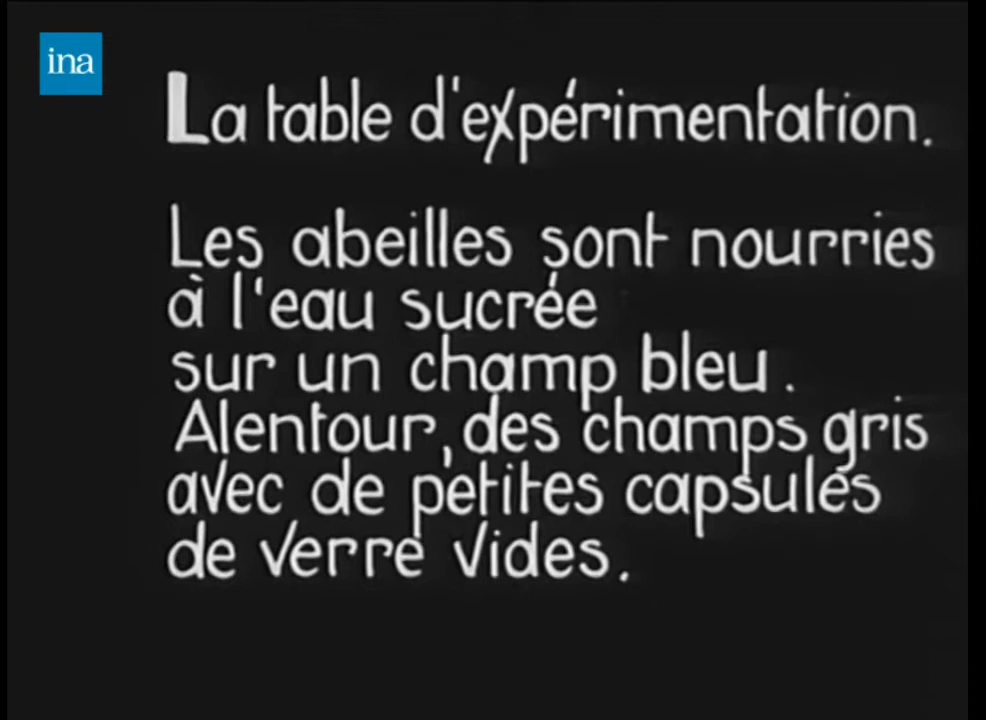 ina
La table d'expérimentation.
Les abeilles sont nourries
à l'eau sucrée
sur un champ bleu.
Alentour, des champs gris
avec de petites capsules
de verre vides.